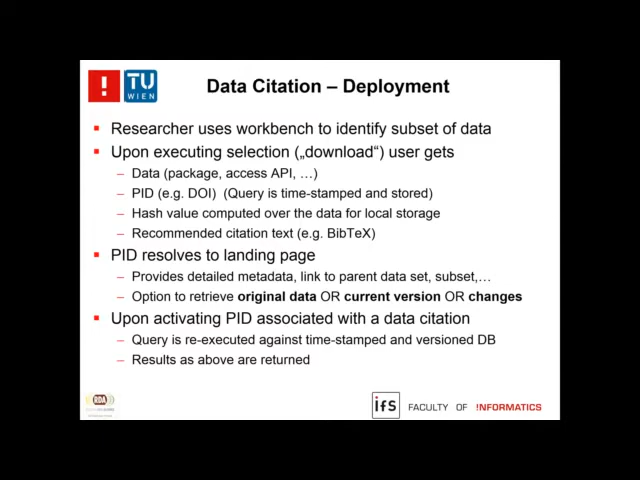 !
TU
WIEN
Data Citation – Deployment
Researcher uses workbench to identify subset of data
Upon executing selection („download“) user gets
– Data (package, access API, …)
– PID (e.g. DOI) (Query is time-stamped and stored)
– Hash value computed over the data for local storage
– Recommended citation text (e.g. BibTeX)
PID resolves to landing page
– Provides detailed metadata, link to parent data set, subset,…
– Option to retrieve original data OR current version OR changes
Upon activating PID associated with a data citation
– Query is re-executed against time-stamped and versioned DB
– Results as above are returned
ifs
FACULTY OF !NFORMATICS